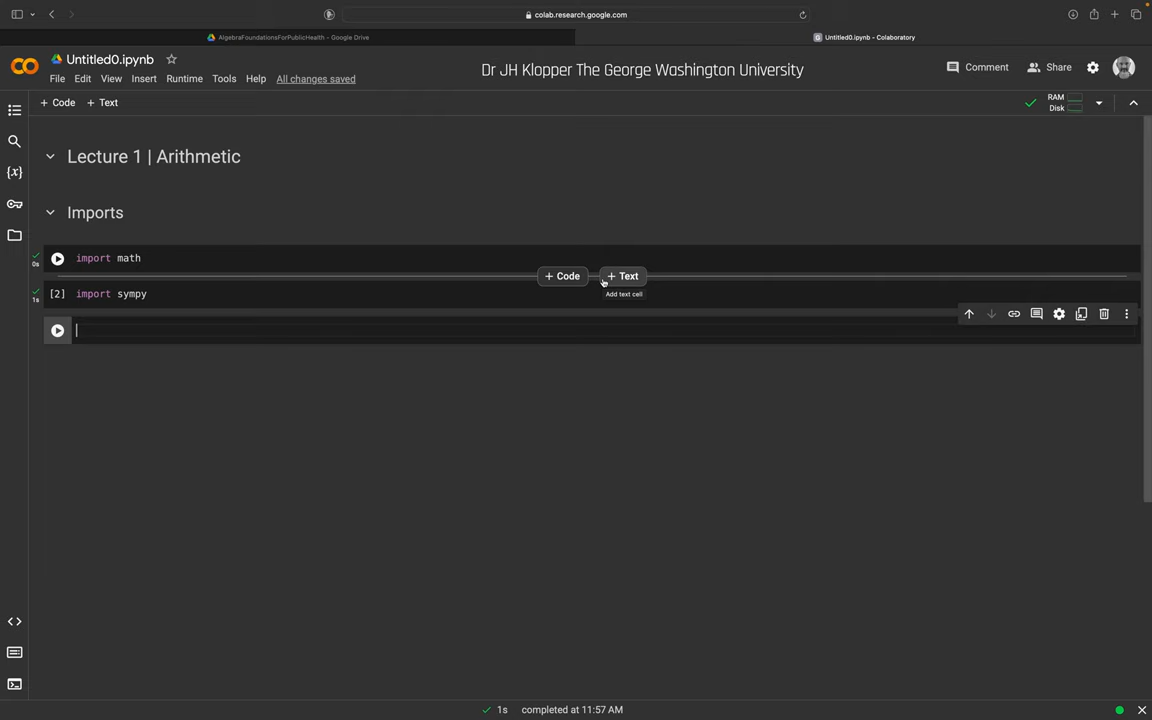 colab.research.google.com
AlgebraFoundationsForPublicHealth - Google Drive
Untitled0.ipynb - Colaboratory
Untitled0.ipynb
File Edit View Insert Runtime Tools Help All changes saved
Dr JH Klopper The George Washington University
Comment
Share
+ Code + Text
RAM
Disk
Lecture 1 | Arithmetic
Imports
0s
import math
+ Code
+ Text
Add text cell
1s
[2] import sympy
{x}
1s completed at 11:57 AM